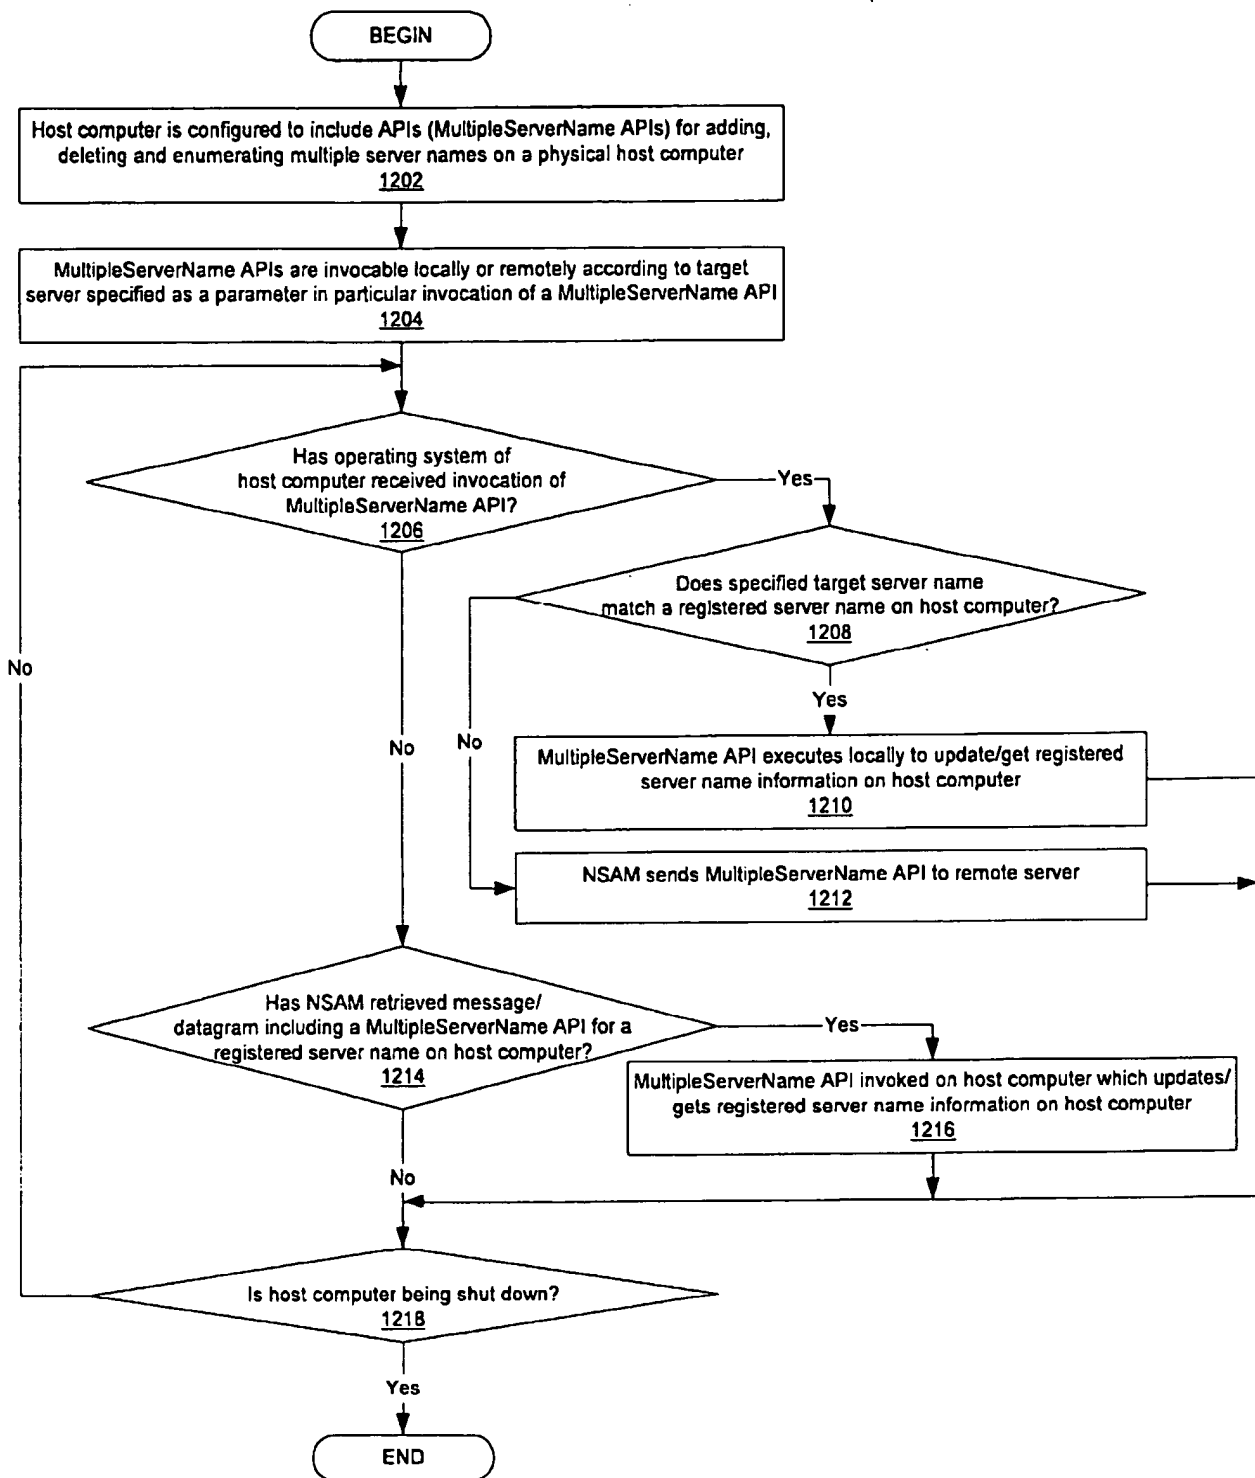 BEGIN
Host computer is configured to include APIs (MultipleServerName APIs) for adding,
deleting and enumerating multiple server names on a physical host computer
1202
MultipleServerName APIs are invocable locally or remotely according to target
server specified as a parameter in particular invocation of a MultipleServerName API
1204
Has operating system of
host computer received invocation of
MultipleServerName API?
1206
Yes
Does specified target server name
match a registered server name on host computer?
1208
No
Yes
No
No
MultipleServerName API executes locally to update/get registered
server name information on host computer
1210
NSAM sends MultipleServerName API to remote server
1212
Has NSAM retrieved message/
datagram including a MultipleServerName API for a
registered server name on host computer?
1214
Yes
MultipleServerName API invoked on host computer which updates/
gets registered server name information on host computer
1216
No
Is host computer being shut down?
1218
Yes
END